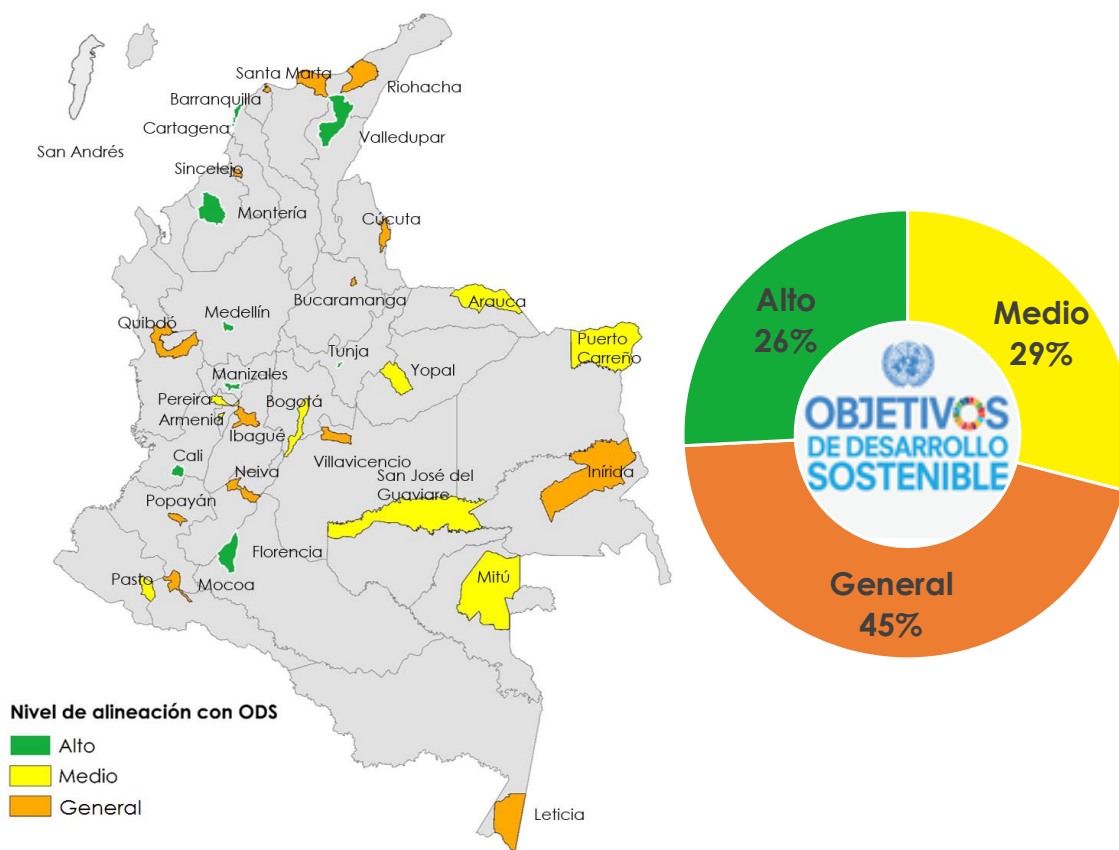 Santa Marta
Riohacha
Barranquilla
Cartagena
Valledupar
San Andrés
Sincelejo
Montería
Cúcuta
Bucaramanga
Arauca
Medellín
Quibdó
Puerto
Carreño
Tunja
Yopal
Manizales
Pereira
Bogotá
Armenia
Ibagué
Cali
Neiva
Villavicencio
San José del
Guaviare
Inírida
Popayán
Florencia
Pasto
Mocoa
Mitú
Leticia
Nivel de alineación con ODS
Alto
Medio
General
Alto
26%
Medio
29%
OBJETIVOS
DE DESARROLLO
SOSTENIBLE
General
45%